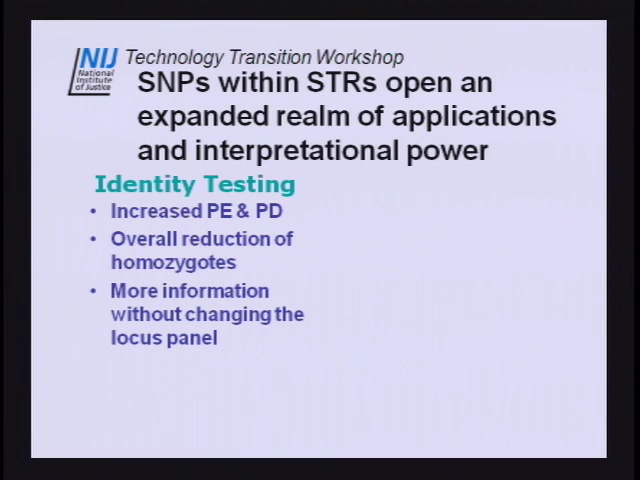 NIJ
National
Institute
of Justice
Technology Transition Workshop
SNPs within STRs open an
expanded realm of applications
and interpretational power
Identity Testing
• Increased PE & PD
• Overall reduction of
homozygotes
• More information
without changing the
locus panel